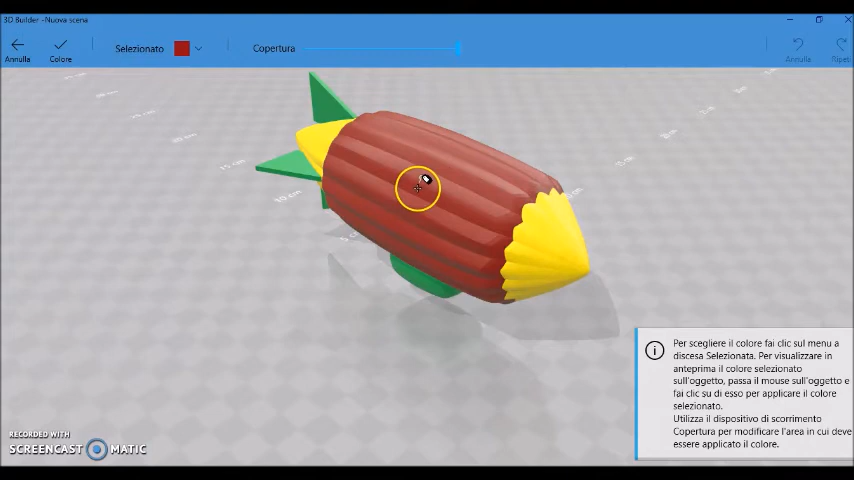 3D Builder -Nuova scena
Annulla
Colore
Selezionato
Copertura
Annulla
Ripeti
Per scegliere il colore fai clic sul menu a
discesa Selezionata. Per visualizzare in
anteprima il colore selezionato
sull'oggetto, passa il mouse sull'oggetto e
fai clic su di esso per applicare il colore
selezionato.
Utilizza il dispositivo di scorrimento
Copertura per modificare l'area in cui deve
essere applicato il colore.
RECORDED WITH
SCREENCAST MATIC